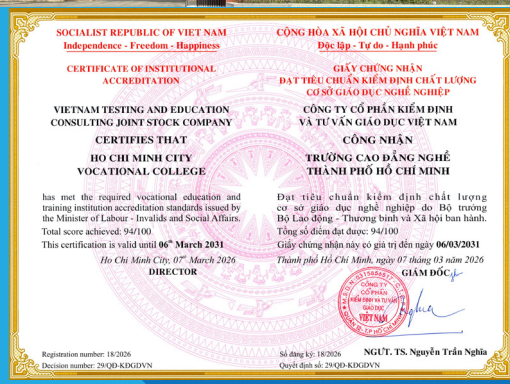 SOCIALIST REPUBLIC OF VIET NAM
Independence - Freedom - Happiness
CERTIFICATE OF INSTITUTIONAL
ACCREDITATION
VIETNAM TESTING AND EDUCATION
CONSULTING JOINT STOCK COMPANY
CERTIFIES THAT
HO CHI MINH CITY
VOCATIONAL COLLEGE
has met the required vocational education and
training institution accreditation standards issued by
the Minister of Labour - Invalids and Social Affairs.
Total score achieved: 94/100
This certification is valid until 06th March 2031
Ho Chi Minh City, 07th March 2026
DIRECTOR
Registration number: 18/2026
Decision number: 29/QĐ-KĐGDVN
CỘNG HÒA XÃ HỘI CHỦ NGHĨA VIỆT NAM
Độc lập - Tự do - Hạnh phúc
GIẤY CHỨNG NHẬN
ĐẠT TIÊU CHUẨN KIỂM ĐỊNH CHẤT LƯỢNG
CƠ SỞ GIÁO DỤC NGHỀ NGHIỆP
CÔNG TY CỔ PHẦN KIỂM ĐỊNH
VÀ TƯ VẤN GIÁO DỤC VIỆT NAM
CÔNG NHẬN
TRƯỜNG CAO ĐẲNG NGHỀ
THÀNH PHỐ HỒ CHÍ MINH
Đạt tiêu chuẩn kiểm định chất lượng
cơ sở giáo dục nghề nghiệp do Bộ trưởng
Bộ Lao động - Thương binh và Xã hội ban hành.
Tổng số điểm đạt được: 94/100
Giấy chứng nhận này có giá trị đến ngày 06/03/2031
Thành phố Hồ Chí Minh, ngày 07 tháng 03 năm 2026
GIÁM ĐỐC
CÔNG TY
CỔ PHẦN
KIỂM ĐỊNH VÀ TƯ VẤN
GIÁO DỤC
VIỆT NAM
NGƯT. TS. Nguyễn Trần Nghĩa
Số đăng ký: 18/2026
Quyết định số: 29/QĐ-KĐGDVN